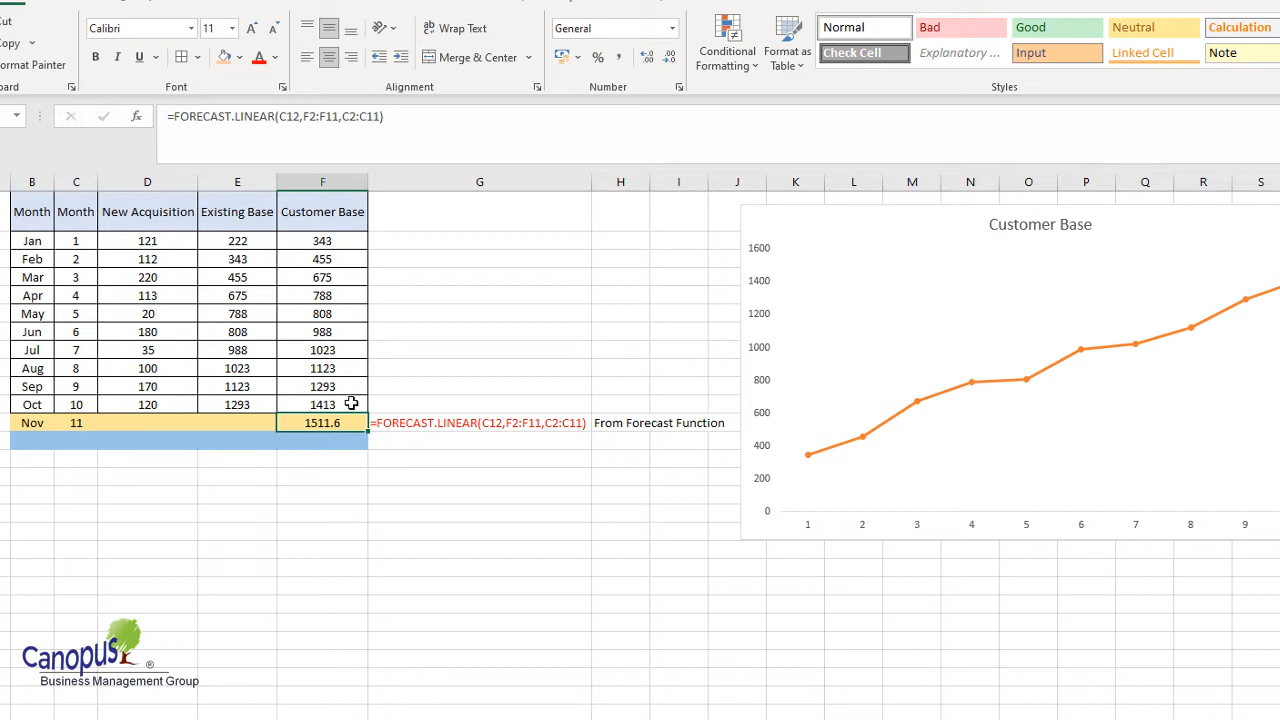 Cut
Calibri 11
Wrap Text
General
Normal Bad Good Neutral Calculation
Copy
Format Painter
B I U
A
Merge & Center
% ,
Conditional Formatting
Format as Table
Check Cell Explanatory ... Input Linked Cell Note
Font Alignment Number Styles
fx =FORECAST.LINEAR(C12,F2:F11,C2:C11)
B C D E F G H I J K L M N O P Q R S
Month Month New Acquisition Existing Base Customer Base
Jan 1 121 222 343
Feb 2 112 343 455
Mar 3 220 455 675
Apr 4 113 675 788
May 5 20 788 808
Jun 6 180 808 988
Jul 7 35 988 1023
Aug 8 100 1023 1123
Sep 9 170 1123 1293
Oct 10 120 1293 1413
Nov 11 1511.6 =FORECAST.LINEAR(C12,F2:F11,C2:C11) From Forecast Function
Customer Base
1600
1400
1200
1000
800
600
400
200
0
1 2 3 4 5 6 7 8 9
Canopus ®
Business Management Group